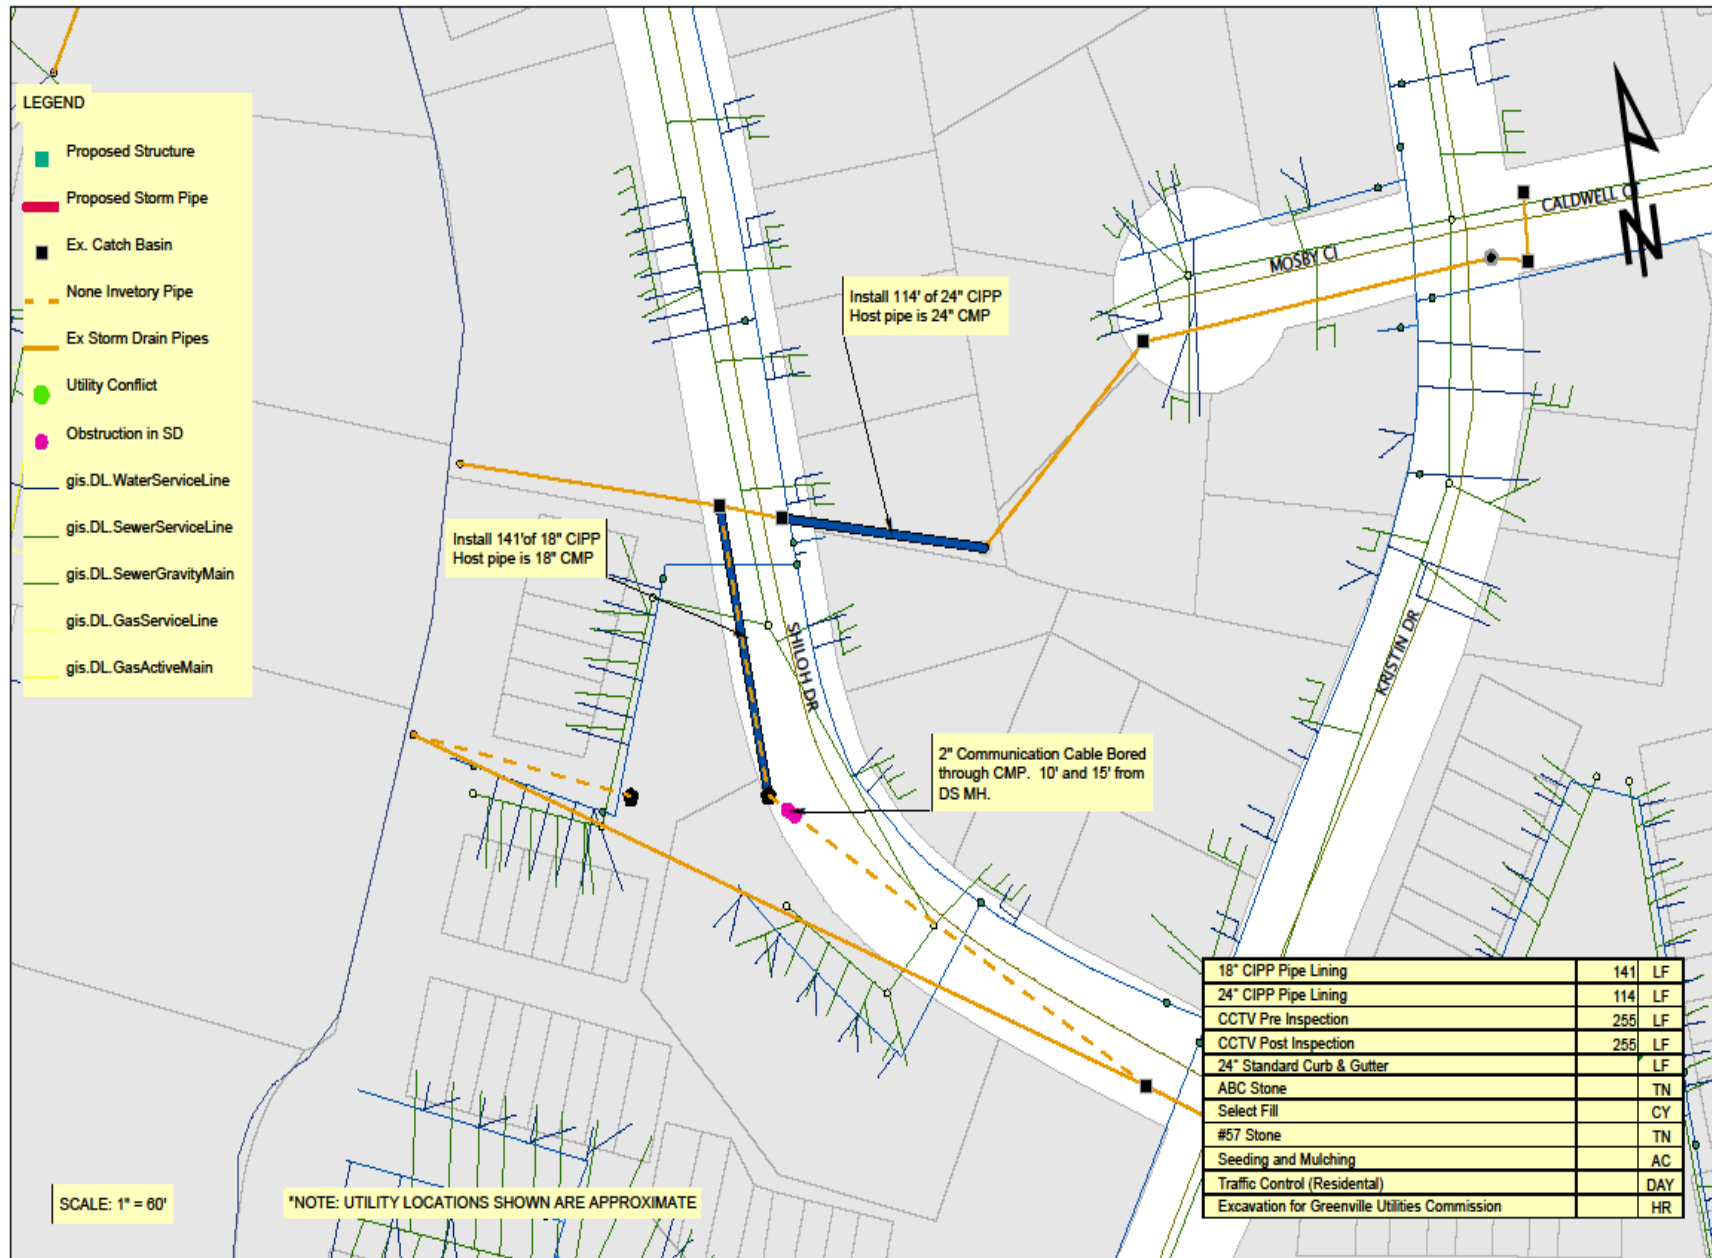 LEGEND
Proposed Structure
Proposed Storm Pipe
Ex. Catch Basin
None Invetory Pipe
Ex Storm Drain Pipes
Utility Conflict
Obstruction in SD
gis.DL.WaterServiceLine
gis.DL.SewerServiceLine
gis.DL.SewerGravityMain
gis.DL.GasServiceLine
gis.DL.GasActiveMain
Install 114' of 24" CIPP
Host pipe is 24" CMP
MOSBY CI
CALDWELL CT
N
Install 141'of 18" CIPP
Host pipe is 18" CMP
SHILOH DR
KRISTIN DR
2" Communication Cable Bored
through CMP. 10' and 15' from
DS MH.
18" CIPP Pipe Lining 141 LF
24" CIPP Pipe Lining 114 LF
CCTV Pre Inspection 255 LF
CCTV Post Inspection 255 LF
24" Standard Curb & Gutter LF
ABC Stone TN
Select Fill CY
#57 Stone TN
Seeding and Mulching AC
Traffic Control (Residental) DAY
Excavation for Greenville Utilities Commission HR
SCALE: 1" = 60'
*NOTE: UTILITY LOCATIONS SHOWN ARE APPROXIMATE